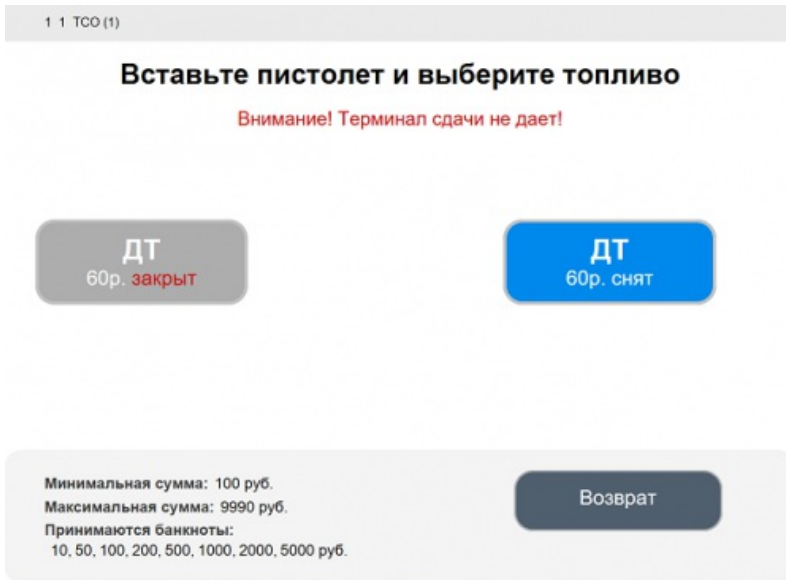 1 1 ТСО (1)
Вставьте пистолет и выберите топливо
Внимание! Терминал сдачи не дает!
ДТ
60р. закрыт
ДТ
60р. снят
Минимальная сумма: 100 руб.
Максимальная сумма: 9990 руб.
Принимаются банкноты:
10, 50, 100, 200, 500, 1000, 2000, 5000 руб.
Возврат